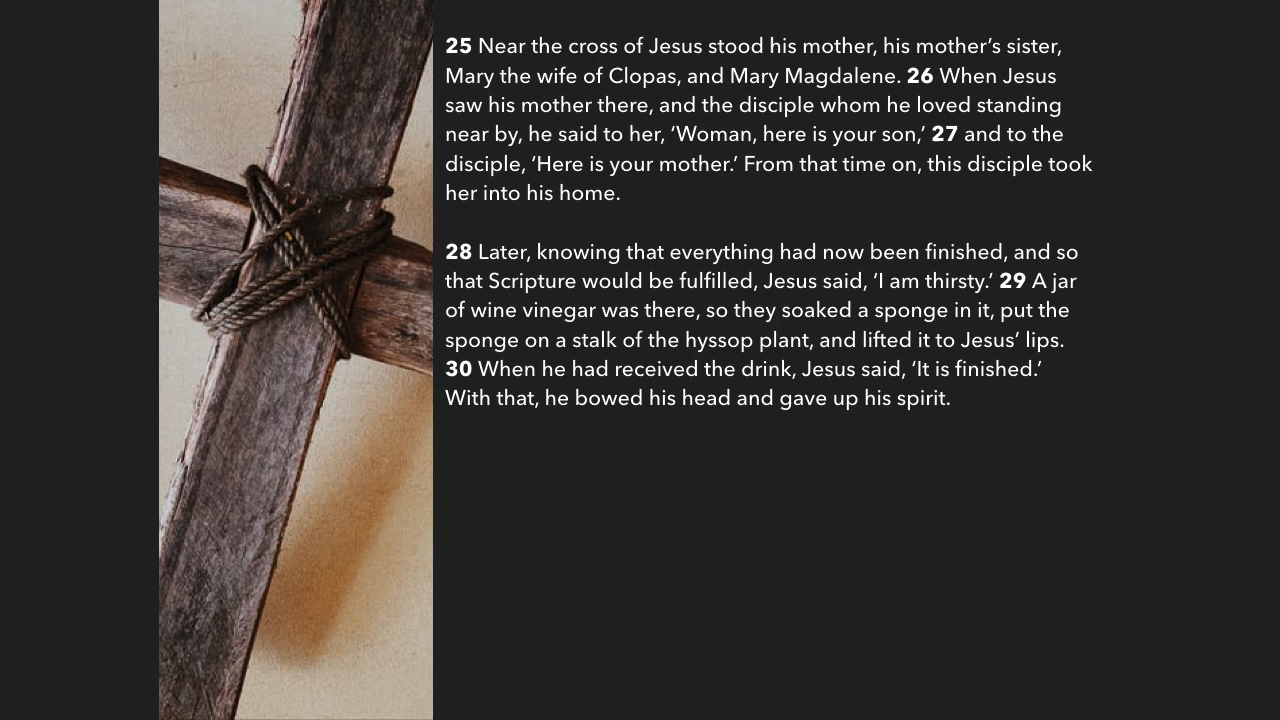 25 Near the cross of Jesus stood his mother, his mother’s sister,
Mary the wife of Clopas, and Mary Magdalene. 26 When Jesus
saw his mother there, and the disciple whom he loved standing
near by, he said to her, ‘Woman, here is your son,’ 27 and to the
disciple, ‘Here is your mother.’ From that time on, this disciple took
her into his home.

28 Later, knowing that everything had now been finished, and so
that Scripture would be fulfilled, Jesus said, ‘I am thirsty.’ 29 A jar
of wine vinegar was there, so they soaked a sponge in it, put the
sponge on a stalk of the hyssop plant, and lifted it to Jesus’ lips.
30 When he had received the drink, Jesus said, ‘It is finished.’
With that, he bowed his head and gave up his spirit.